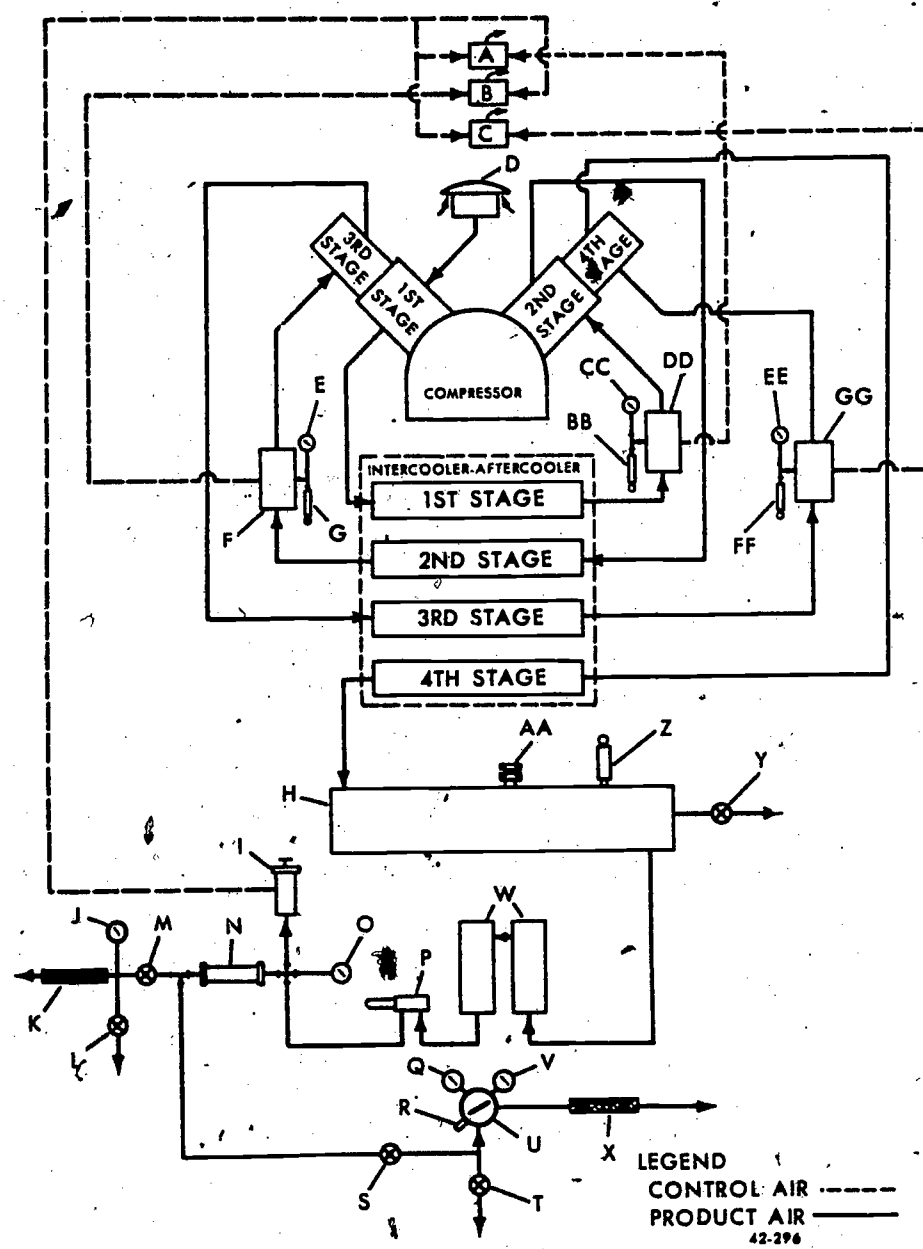 A
B
C
D
3RD
STAGE
1ST
STAGE
4TH
STAGE
2ND
STAGE
COMPRESSOR
E
CC
DD
EE
GG
BB
F
G
FF
INTERCOOLER-AFTERCOOLER
1ST STAGE
2ND STAGE
3RD STAGE
4TH STAGE
AA
Z
Y
H
I
J
M
N
O
P
W
K
L
Q
V
R
U
X
S
T
LEGEND
CONTROL AIR
PRODUCT AIR
42-296